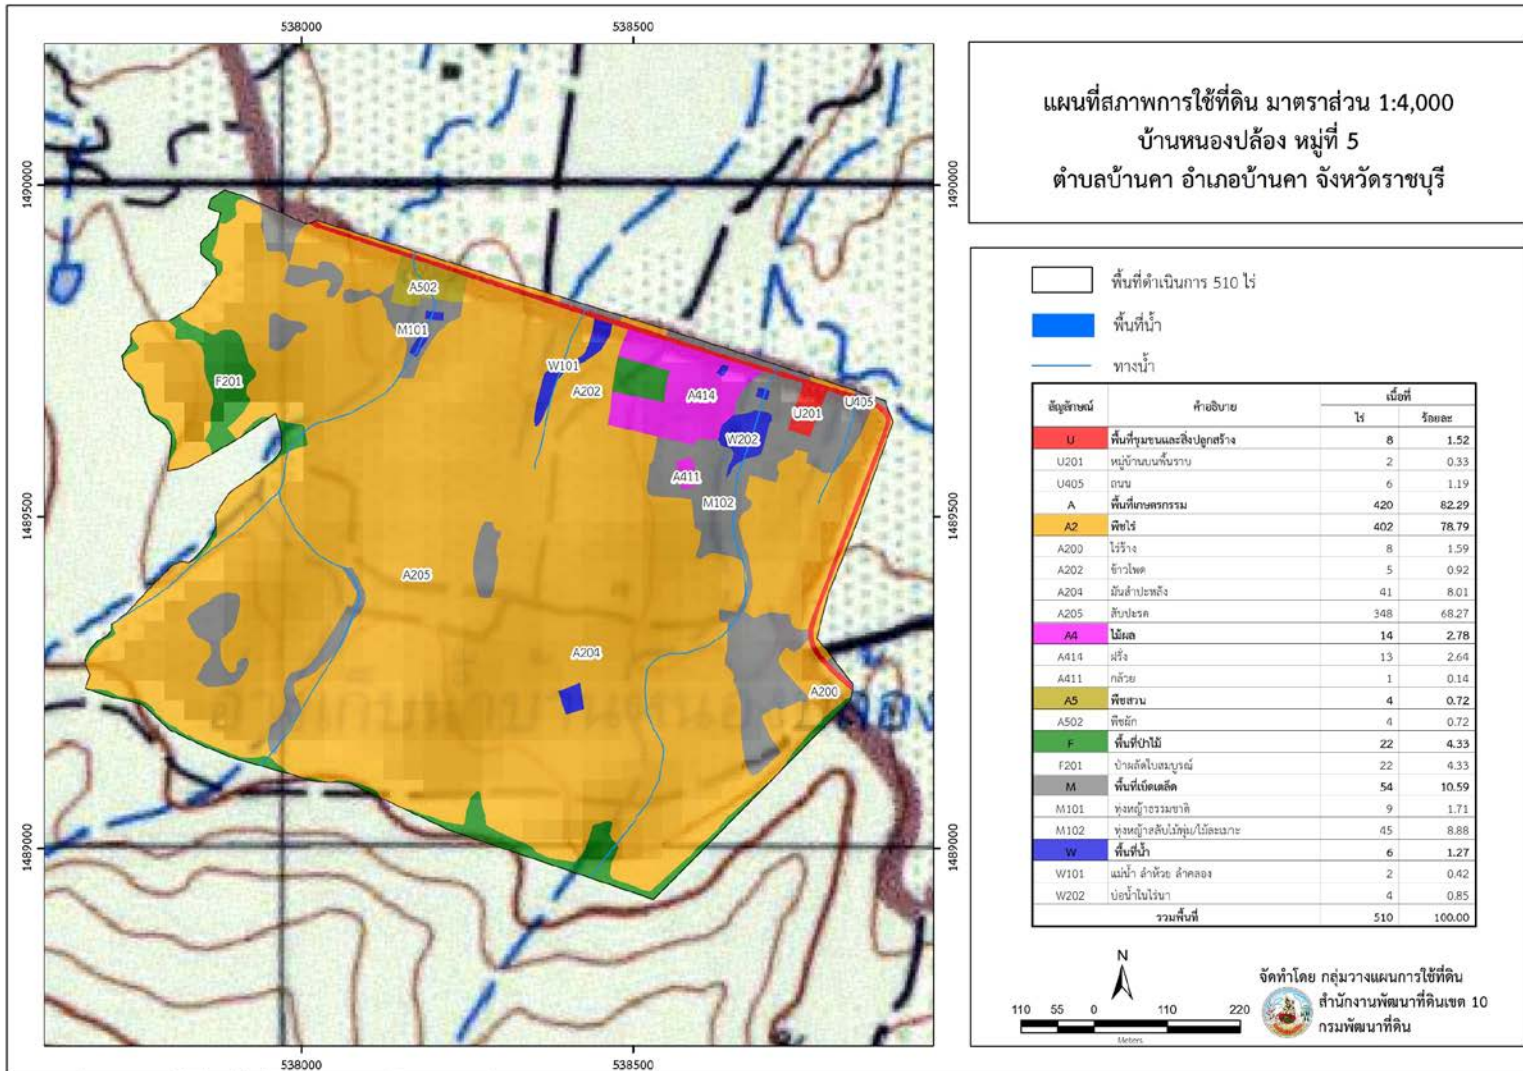 538000
538500
1490000
1490000
1489500
1489500
1489000
1489000
538000
538500
A502
M101
F201
W101
A202
A414
U201
U405
W202
A411
M102
A205
A204
A200
แผนที่สภาพการใช้ที่ดิน มาตราส่วน 1:4,000
บ้านหนองปล้อง หมู่ที่ 5
ตำบลบ้านคา อำเภอบ้านคา จังหวัดราชบุรี
พื้นที่ดำเนินการ 510 ไร่
พื้นที่น้ำ
ทางน้ำ
สัญลักษณ์ คำอธิบาย เนื้อที่
ไร่ ร้อยละ
U พื้นที่ชุมชนและสิ่งปลูกสร้าง 8 1.52
U201 หมู่บ้านบนพื้นราบ 2 0.33
U405 ถนน 6 1.19
A พื้นที่เกษตรกรรม 420 82.29
A2 พืชไร่ 402 78.79
A200 ไร่ร้าง 8 1.59
A202 ข้าวโพด 5 0.92
A204 มันสำปะหลัง 41 8.01
A205 สับปะรด 348 68.27
A4 ไม้ผล 14 2.78
A414 ฝรั่ง 13 2.64
A411 กล้วย 1 0.14
A5 พืชสวน 4 0.72
A502 พืชผัก 4 0.72
F พื้นที่ป่าไม้ 22 4.33
F201 ป่าผลัดใบสมบูรณ์ 22 4.33
M พื้นที่เบ็ดเตล็ด 54 10.59
M101 ทุ่งหญ้าธรรมชาติ 9 1.71
M102 ทุ่งหญ้าสลับไม้พุ่ม/ไม้ละเมาะ 45 8.88
W พื้นที่น้ำ 6 1.27
W101 แม่น้ำ ลำห้วย ลำคลอง 2 0.42
W202 บ่อน้ำในไร่นา 4 0.85
รวมพื้นที่ 510 100.00
N
110 55 0 110 220
Meters
จัดทำโดย กลุ่มวางแผนการใช้ที่ดิน
สำนักงานพัฒนาที่ดินเขต 10
กรมพัฒนาที่ดิน